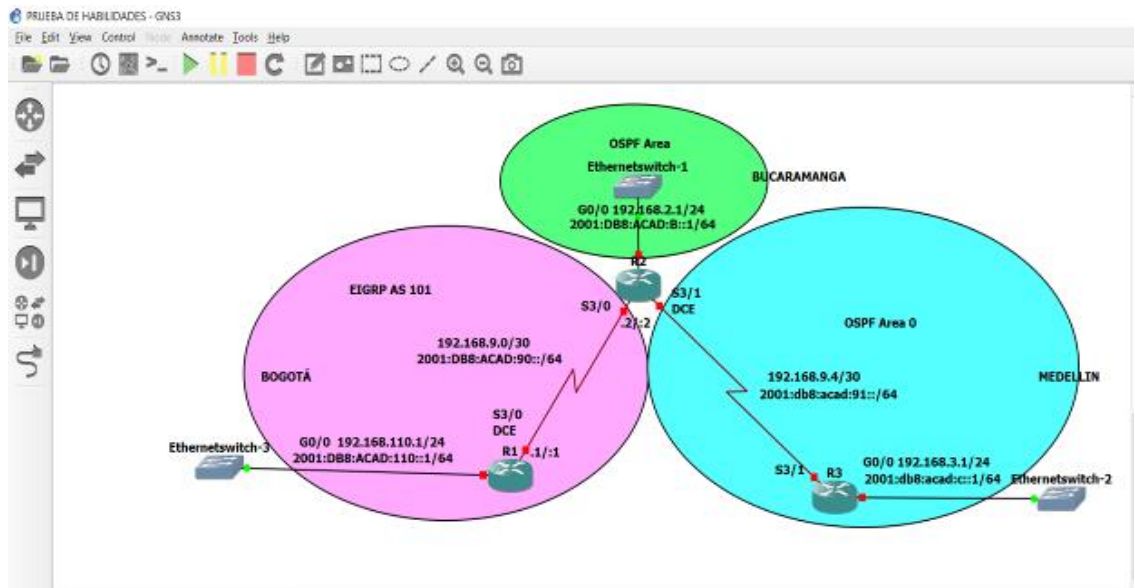 PRUEBA DE HABILIDADES - GNS3
File Edit View Control Node Annotate Tools Help
OSPF Area
Ethernetswitch-1
BUCARAMANGA
G0/0 192.168.2.1/24
2001:DB8:ACAD:B::1/64
R2
EIGRP AS 101
S3/0
S3/1
DCE
.2/:2
OSPF Area 0
192.168.9.0/30
2001:DB8:ACAD:90::/64
BOGOTÁ
192.168.9.4/30
2001:db8:acad:91::/64
MEDELLIN
S3/0
DCE
R1 .1/:1
Ethernetswitch-3
G0/0 192.168.110.1/24
2001:DB8:ACAD:110::1/64
S3/1
R3
G0/0 192.168.3.1/24
2001:db8:acad:c::1/64
Ethernetswitch-2